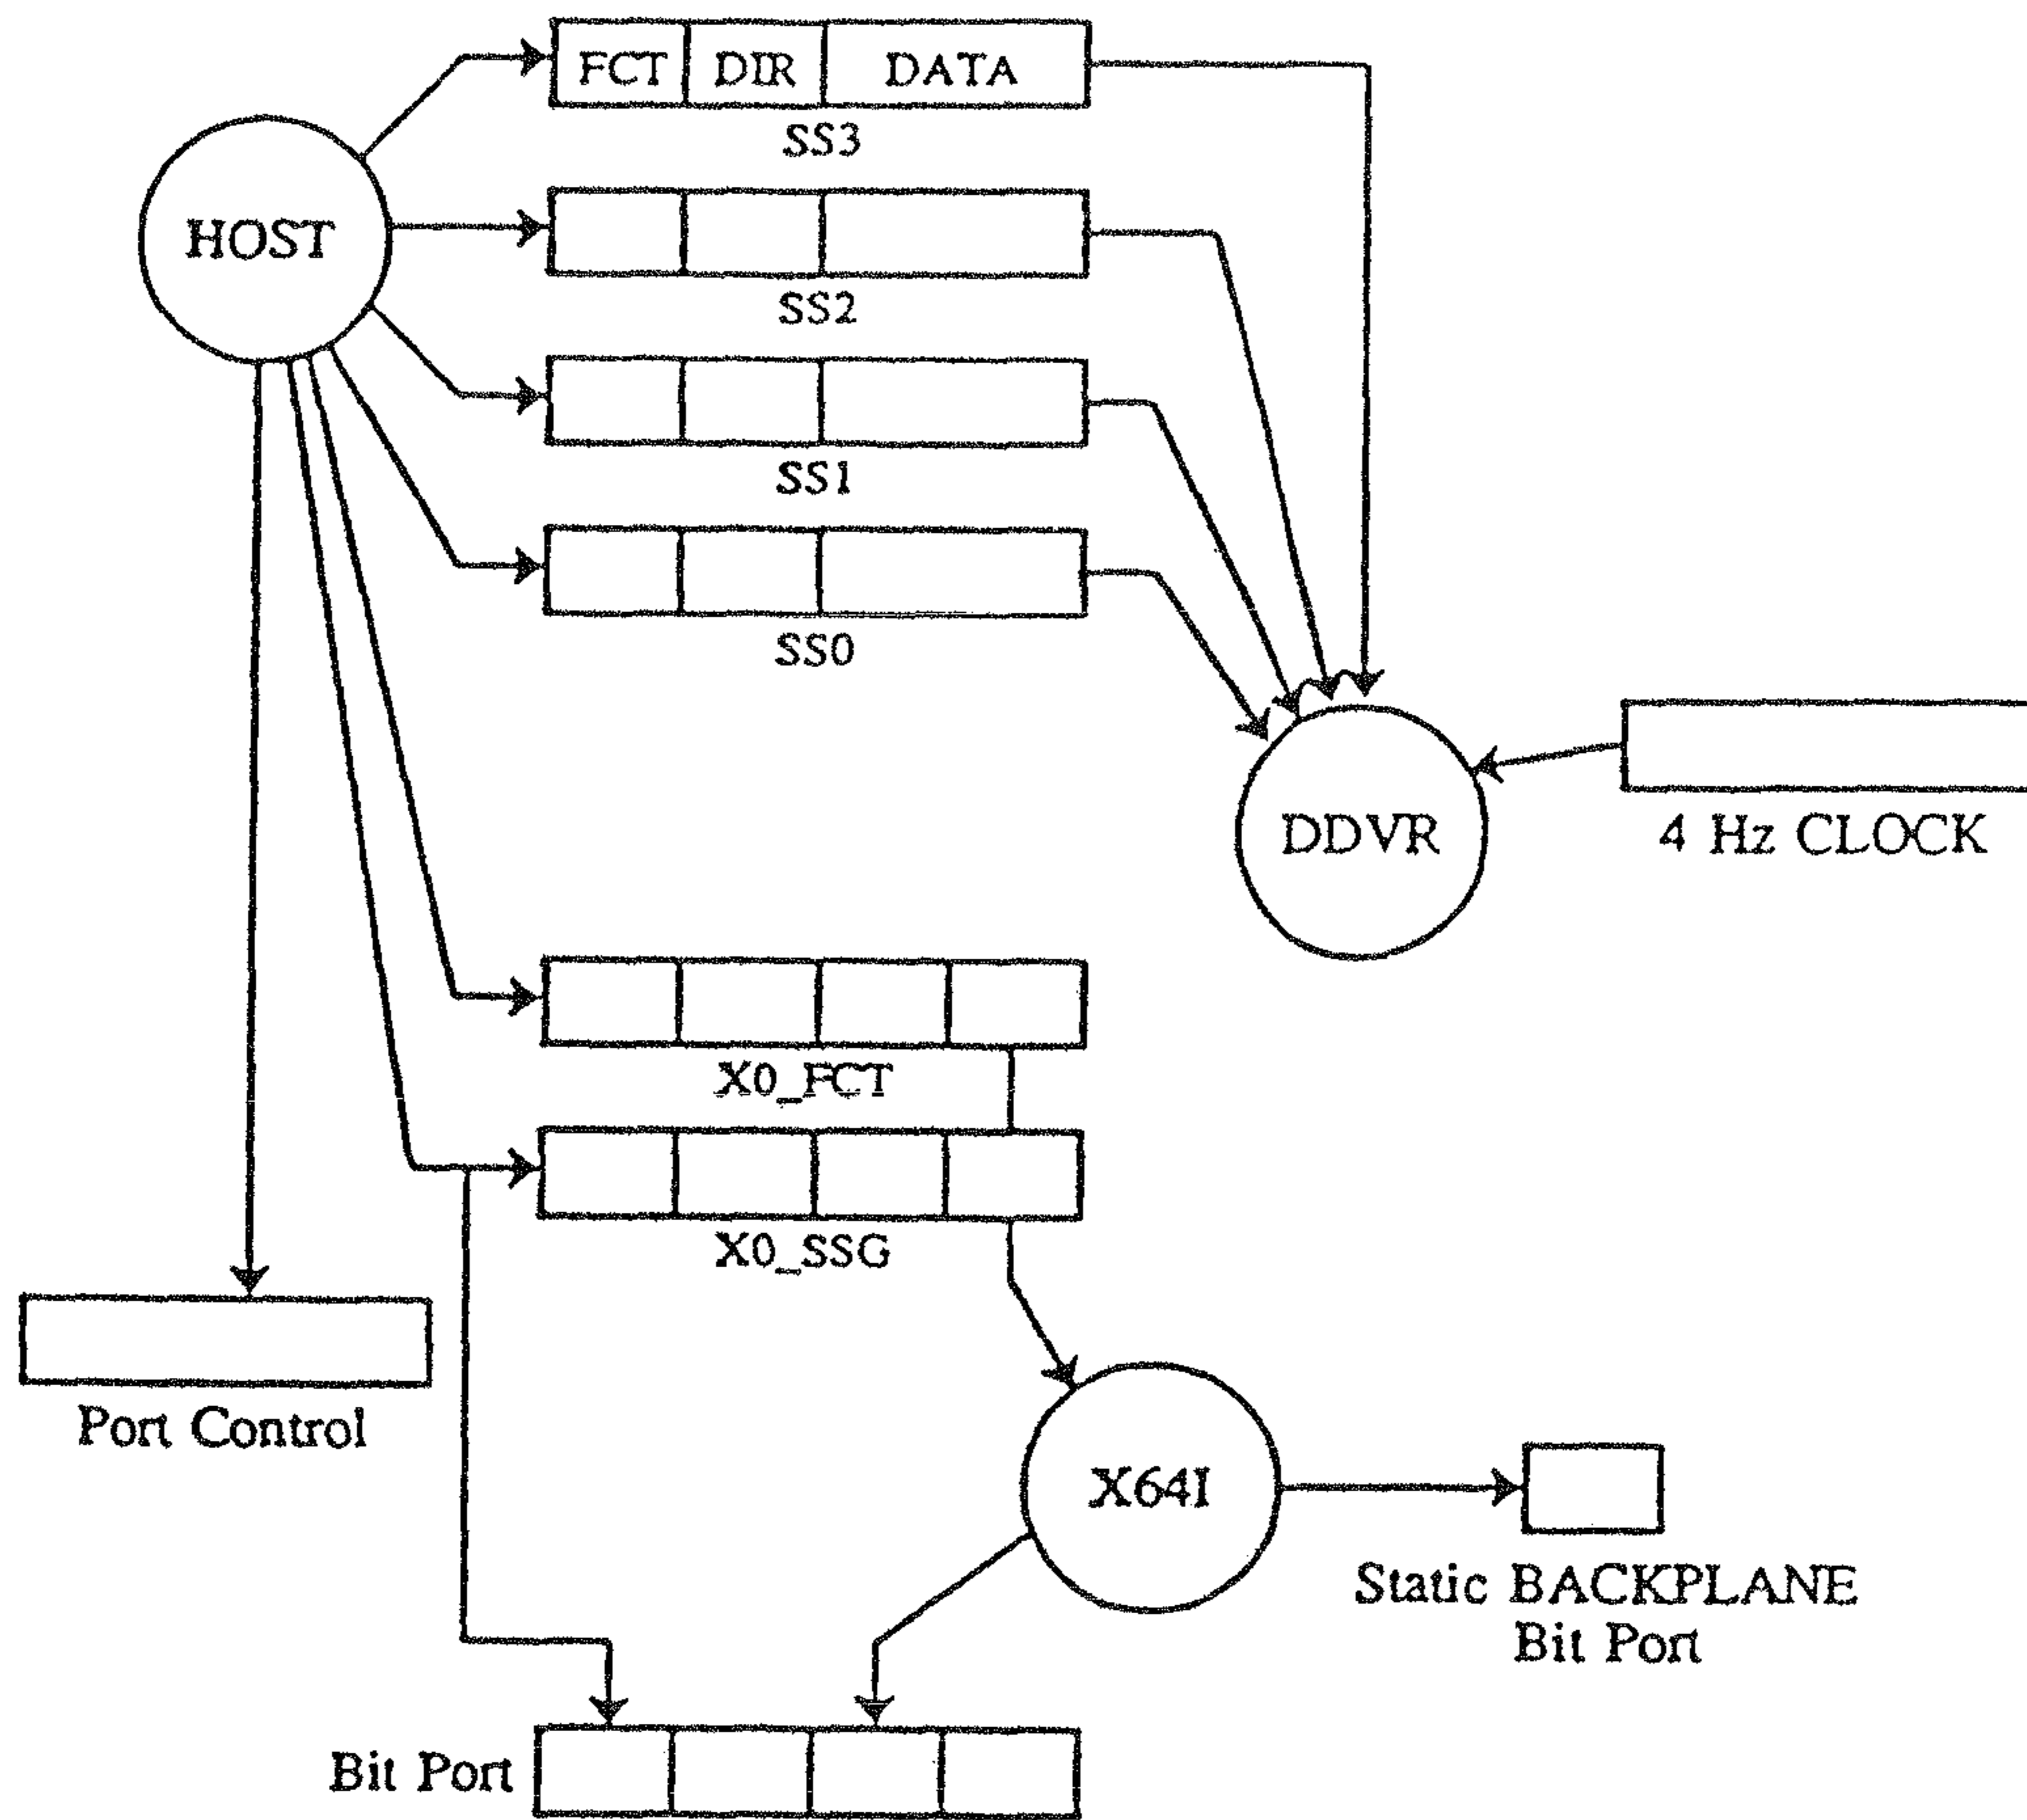 FCT DIR DATA
SS3
HOST
SS2
SS1
SS0
DDVR
4 Hz CLOCK
X0_FCT
X0_SSG
Port Control
X64I
Static BACKPLANE
Bit Port
Bit Port